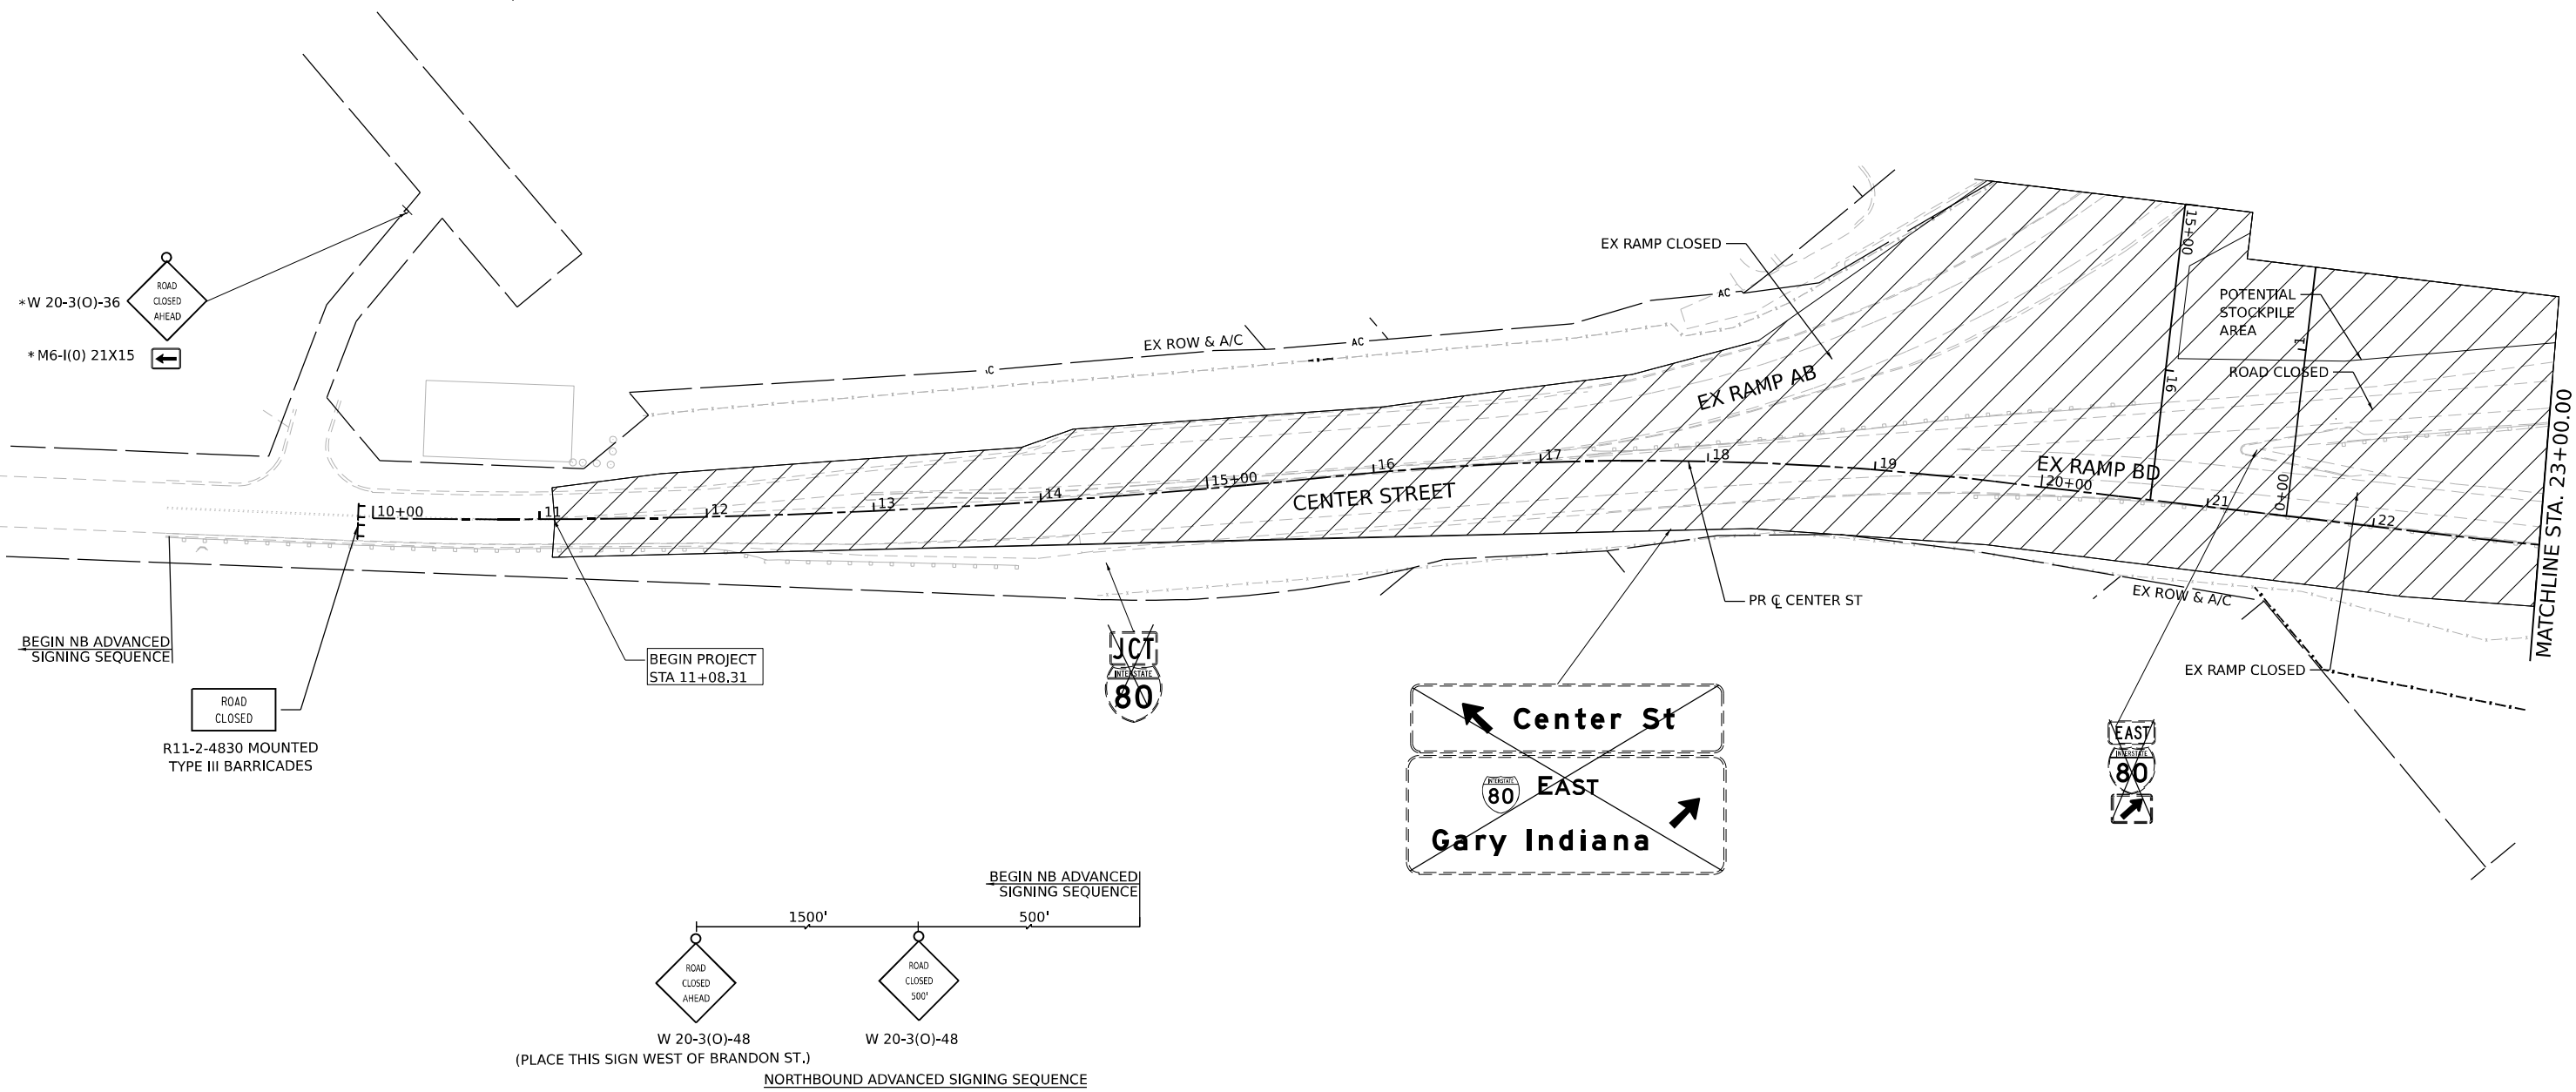 *W 20-3(O)-36
ROAD
CLOSED
AHEAD
*M6-I(0) 21X15
EX ROW & A/C
AC
AC
AC
EX RAMP CLOSED
EX RAMP AB
15+00
16
POTENTIAL
STOCKPILE
AREA
1
ROAD CLOSED
0+00
MATCHLINE STA. 23+00.00
10+00
11
12
13
14
15+00
16
17
18
19
20+00
21
22
CENTER STREET
EX RAMP BD
PR ℄ CENTER ST
EX ROW & A/C
EX RAMP CLOSED
BEGIN NB ADVANCED
SIGNING SEQUENCE
ROAD
CLOSED
R11-2-4830 MOUNTED
TYPE III BARRICADES
BEGIN PROJECT
STA 11+08.31
JCT
INTERSTATE
80
Center St
INTERSTATE
80
EAST
Gary Indiana
EAST
INTERSTATE
80
BEGIN NB ADVANCED
SIGNING SEQUENCE
1500'
500'
ROAD
CLOSED
AHEAD
ROAD
CLOSED
500'
W 20-3(O)-48
W 20-3(O)-48
(PLACE THIS SIGN WEST OF BRANDON ST.)
NORTHBOUND ADVANCED SIGNING SEQUENCE